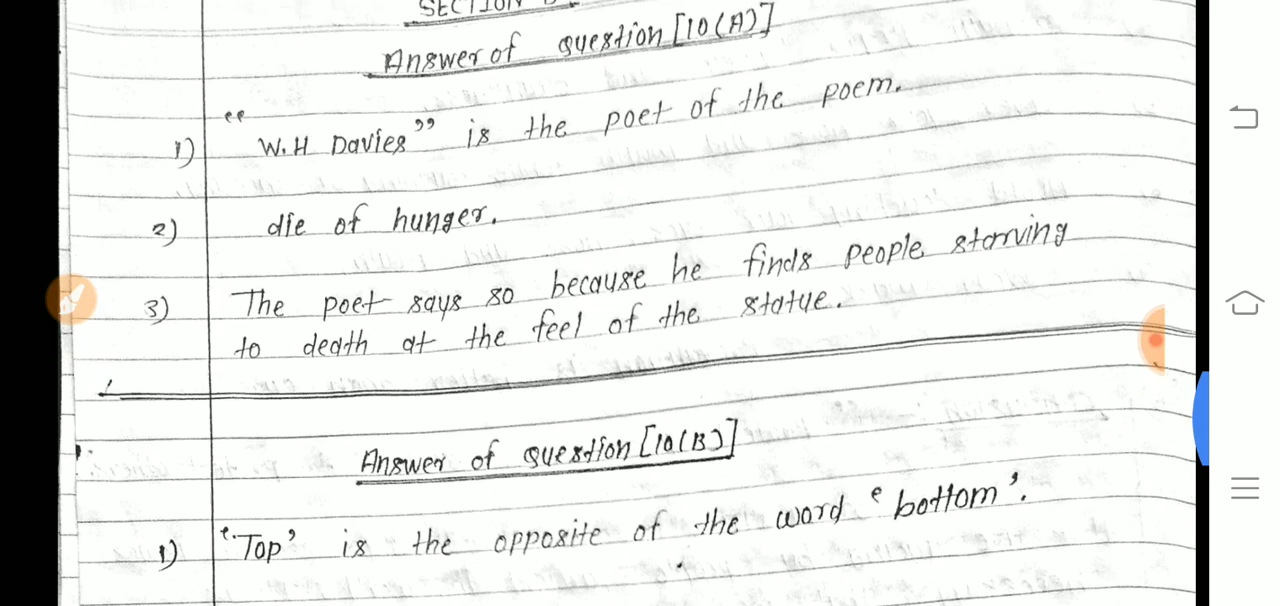 SECTION
Answer of question [10(A)]
1) "W.H Davies" is the poet of the poem.
2) die of hunger.
3) The poet says so because he finds people starving
to death at the feel of the statue.
Answer of question [10(B)]
1) 'Top' is the opposite of the word 'bottom'.